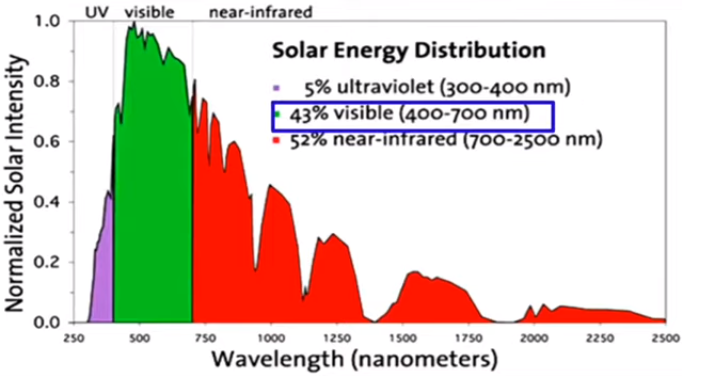 UV visible near-infrared
1.0
0.8
0.6
0.4
0.2
0.0
Normalized Solar Intensity
Solar Energy Distribution
5% ultraviolet (300-400 nm)
43% visible (400-700 nm)
52% near-infrared (700-2500 nm)
250 500 750 1000 1250 1500 1750 2000 2250 2500
Wavelength (nanometers)